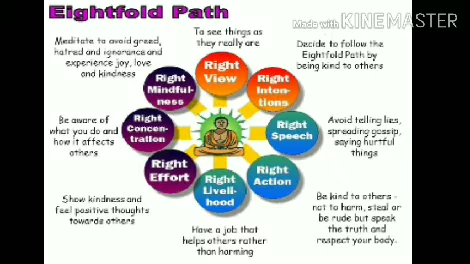 Eightfold Path
Made with KINEMASTER
To see things as
they really are
Meditate to avoid greed,
hatred and ignorance and
experience joy, love
and kindness
Decide to follow the
Eightfold Path by
being kind to others
Right
View
Right
Mindful-
ness
Right
Inten-
tions
Be aware of
what you do and
how it affects
others
Right
Concen-
tration
Right
Speech
Avoid telling lies,
spreading gossip,
saying hurtful
things
Right
Effort
Right
Action
Right
Liveli-
hood
Show kindness and
feel positive thoughts
towards others
Have a job that
helps others rather
than harming
Be kind to others -
not to harm, steal or
be rude but speak
the truth and
respect your body.